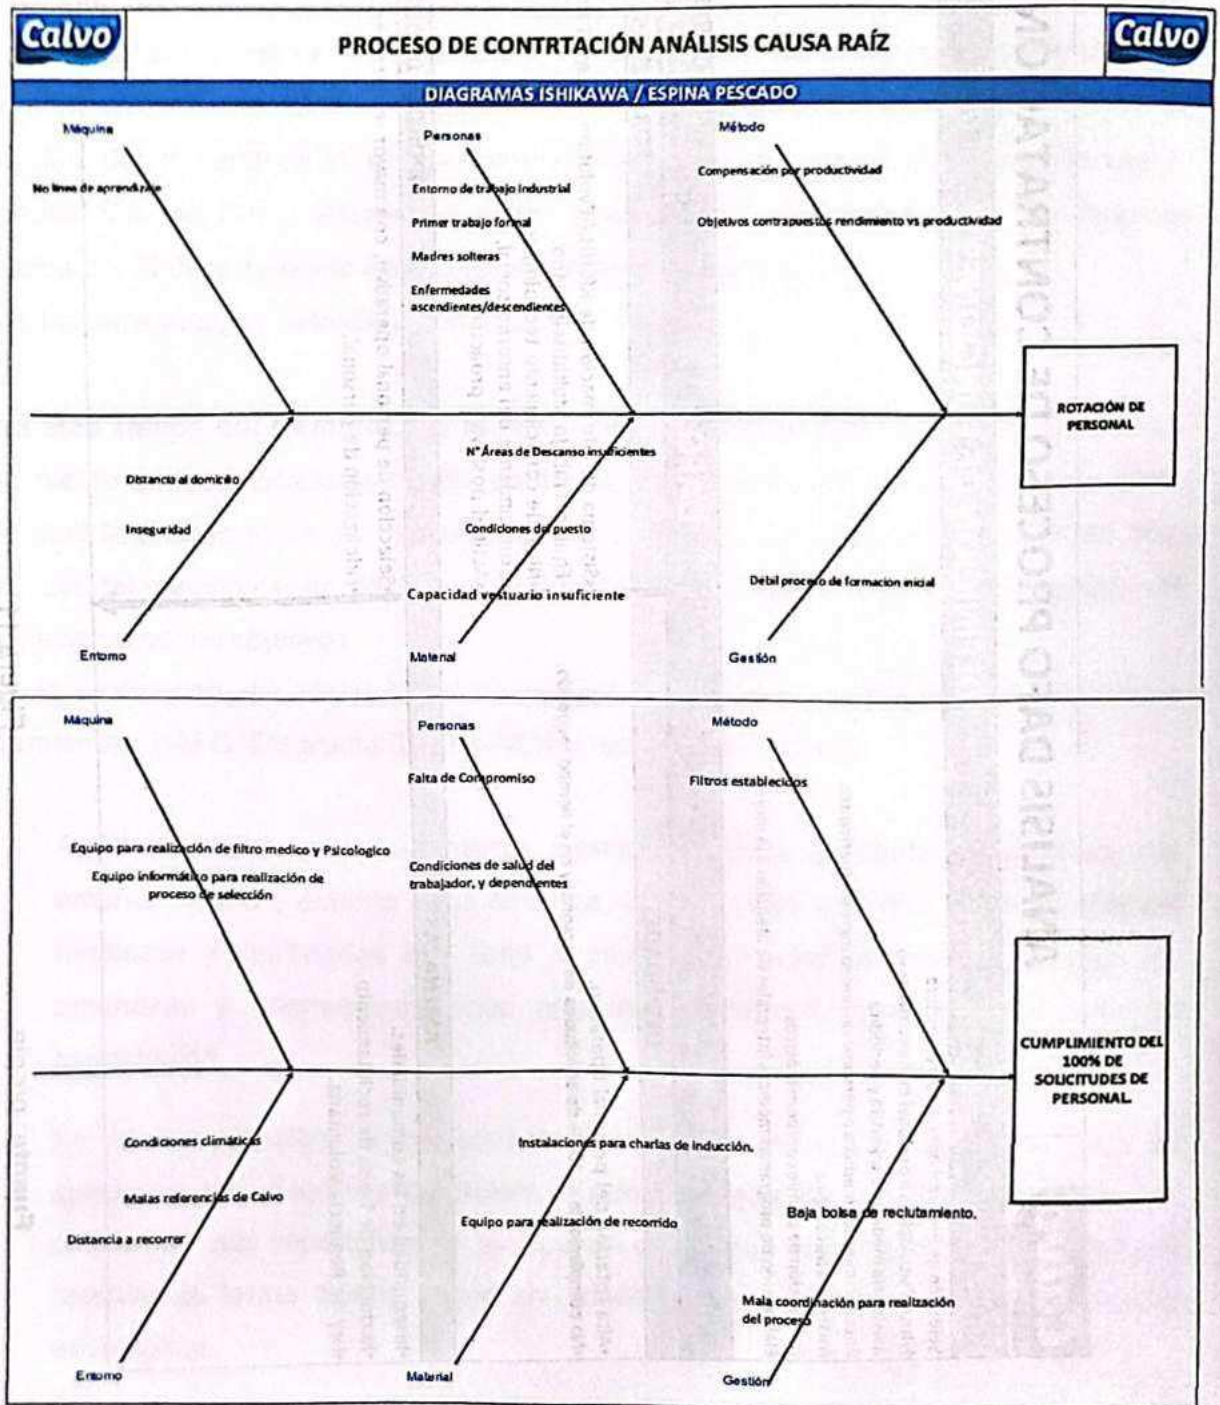 Calvo
PROCESO DE CONTRTACIÓN ANÁLISIS CAUSA RAÍZ
Calvo
DIAGRAMAS ISHIKAWA / ESPINA PESCADO
Máquina
Personas
Método
No linea de aprendizaje
Entorno de trabajo industrial
Primer trabajo formal
Madres solteras
Enfermedades
ascendientes/descendientes
Compensación por productividad
Objetivos contrapuestos rendimiento vs productividad
ROTACIÓN DE
PERSONAL
Distancia al domicilio
Inseguridad
N° Áreas de Descanso insuficientes
Condiciones del puesto
Capacidad vestuario insuficiente
Debil proceso de formacion inicial
Entorno
Material
Gestión
Máquina
Personas
Método
Equipo para realización de filtro medico y Psicologico
Equipo informático para realización de
proceso de selección
Falta de Compromiso
Condiciones de salud del
trabajador, y dependientes
Filtros establecidos
CUMPLIMIENTO DEL
100% DE
SOLICITUDES DE
PERSONAL.
Condiciones climáticas
Malas referencias de Calvo
Distancia a recorrer
Instalaciones para charlas de inducción.
Equipo para realización de recorrido
Baja bolsa de reclutamiento.
Mala coordinación para realización
del proceso
Entorno
Material
Gestión